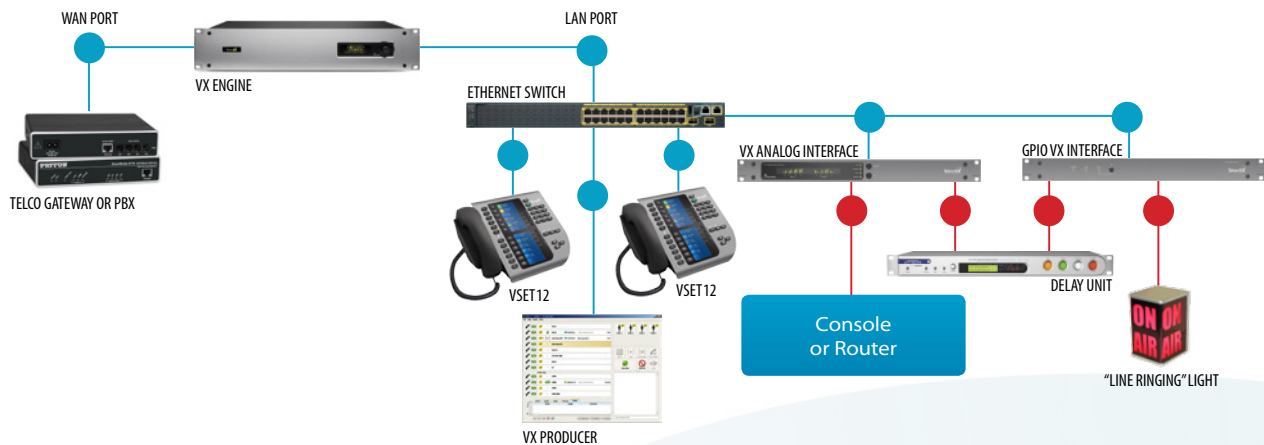 WAN PORT
LAN PORT
VX ENGINE
ETHERNET SWITCH
PATTON
TELCO GATEWAY OR PBX
VX ANALOG INTERFACE
GPIO VX INTERFACE
VSET12
VSET12
DELAY UNIT
Console
or Router
ON ON
AIR AIR
"LINE RINGING" LIGHT
VX PRODUCER